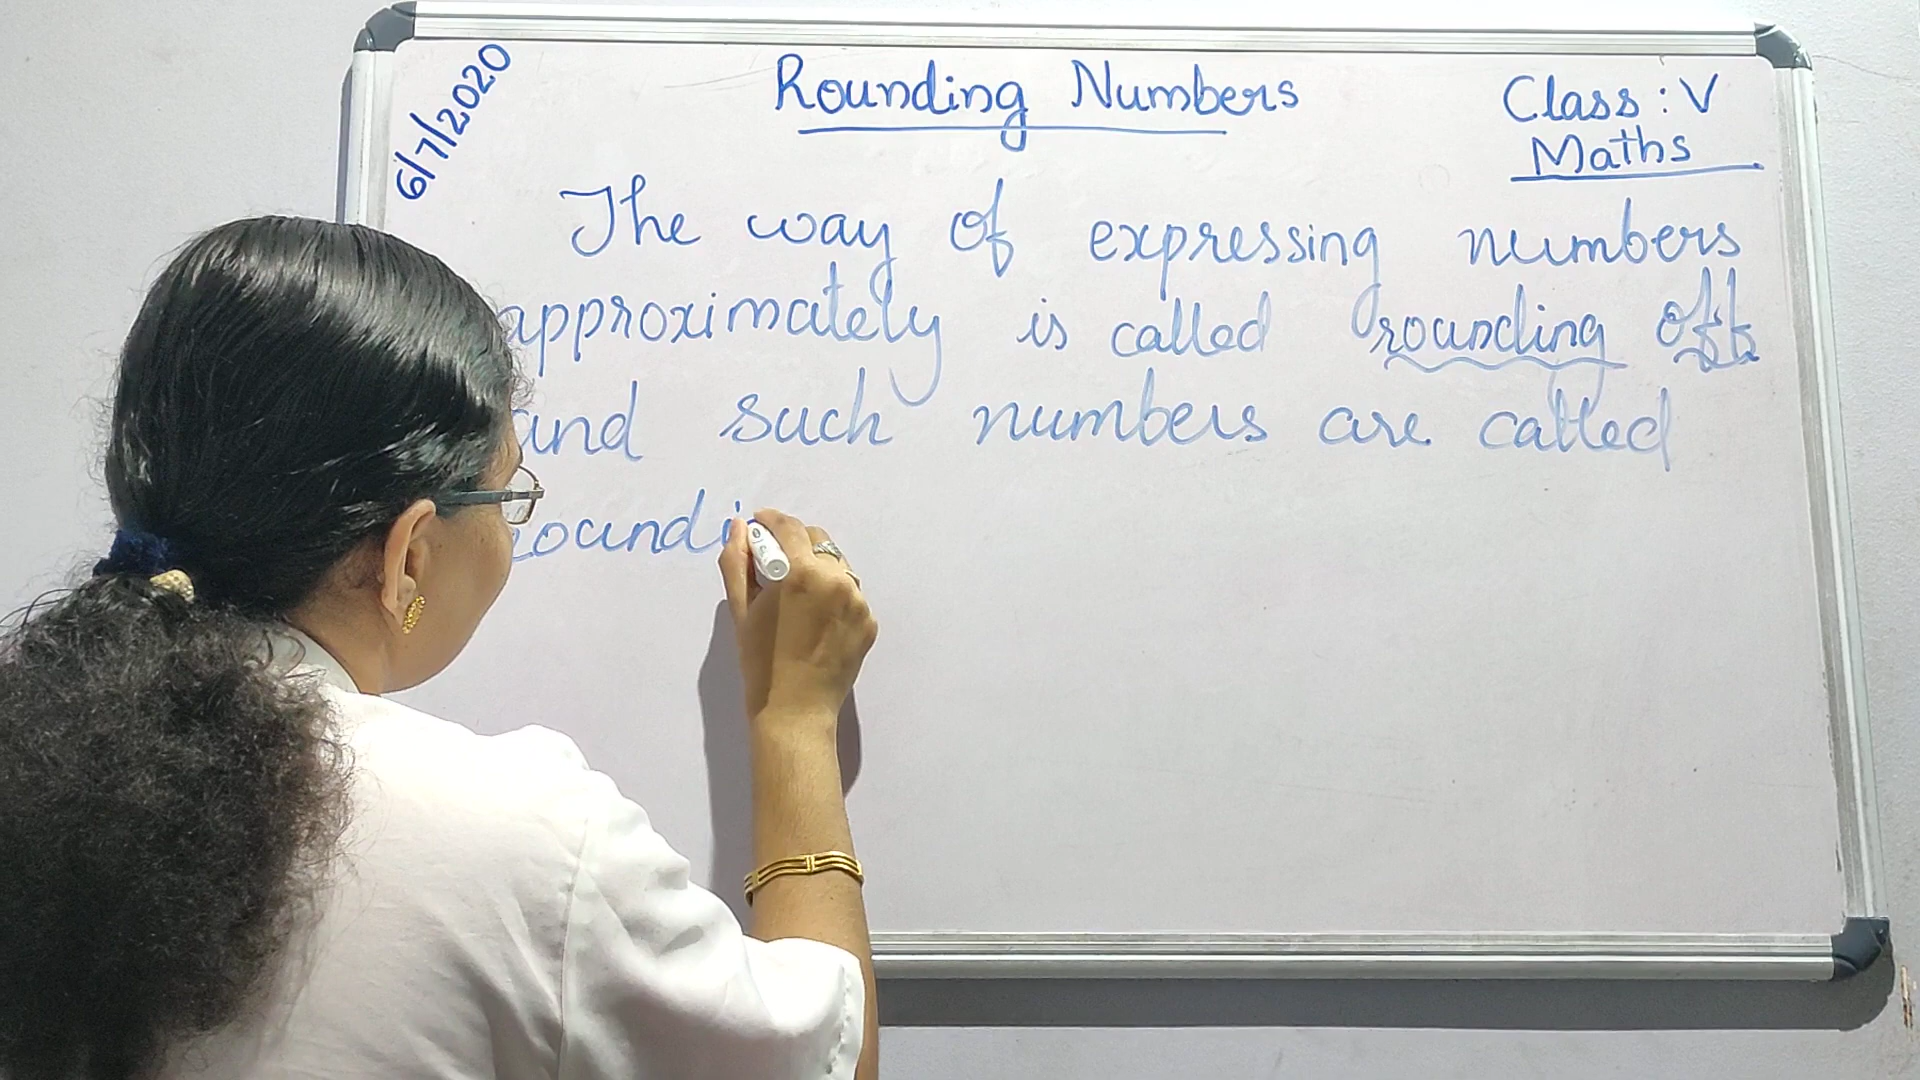 6/7/2020
Rounding Numbers
Class : V
Maths
The way of expressing numbers
approximately is called rounding off
and such numbers are called
roundi